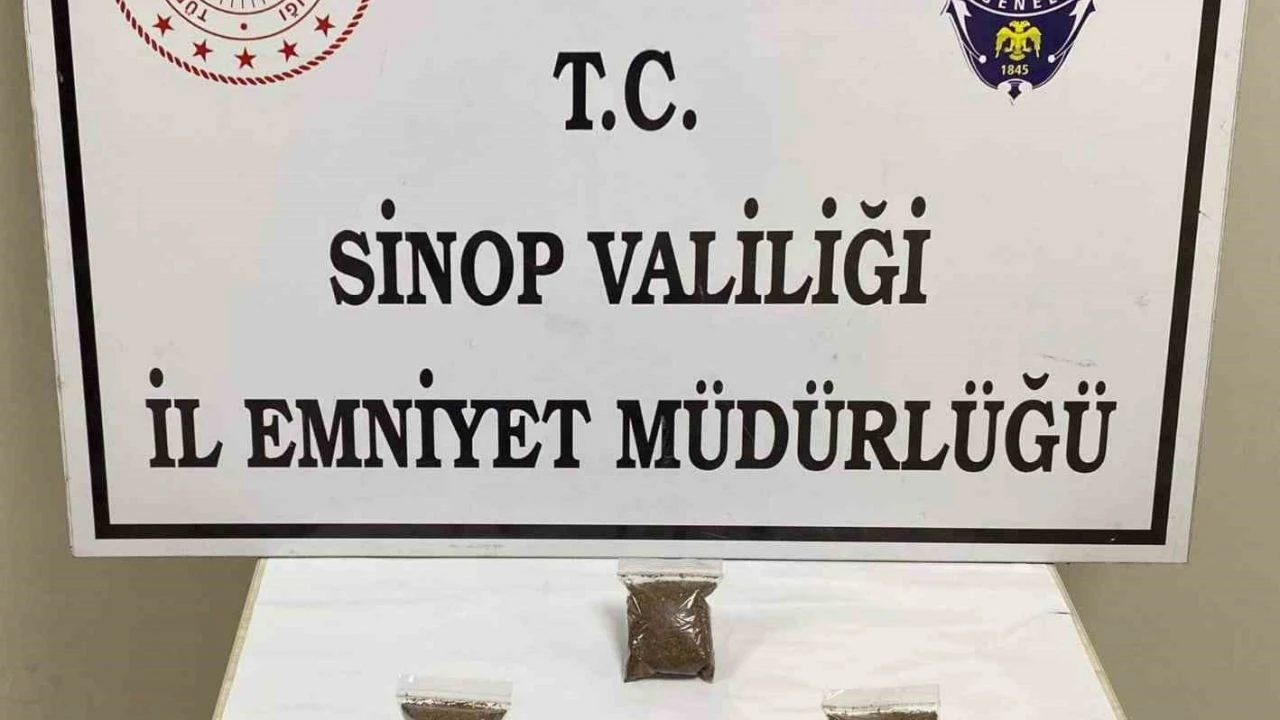 T.C.
SİNOP VALİLİĞİ
İL EMNİYET MÜDÜRLÜĞÜ
1845